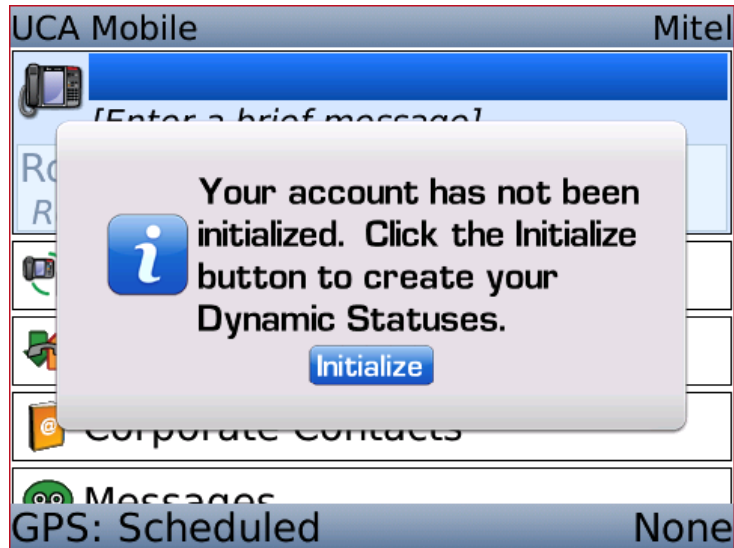 UCA Mobile Mitel
[Enter a brief message]
Your account has not been
initialized. Click the Initialize
button to create your
Dynamic Statuses.
Initialize
Corporate Contacts
Messages
GPS: Scheduled None